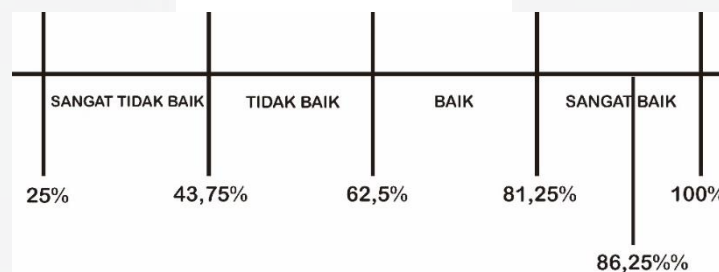 SANGAT TIDAK BAIK TIDAK BAIK BAIK SANGAT BAIK
25% 43,75% 62,5% 81,25% 100%
86,25%%